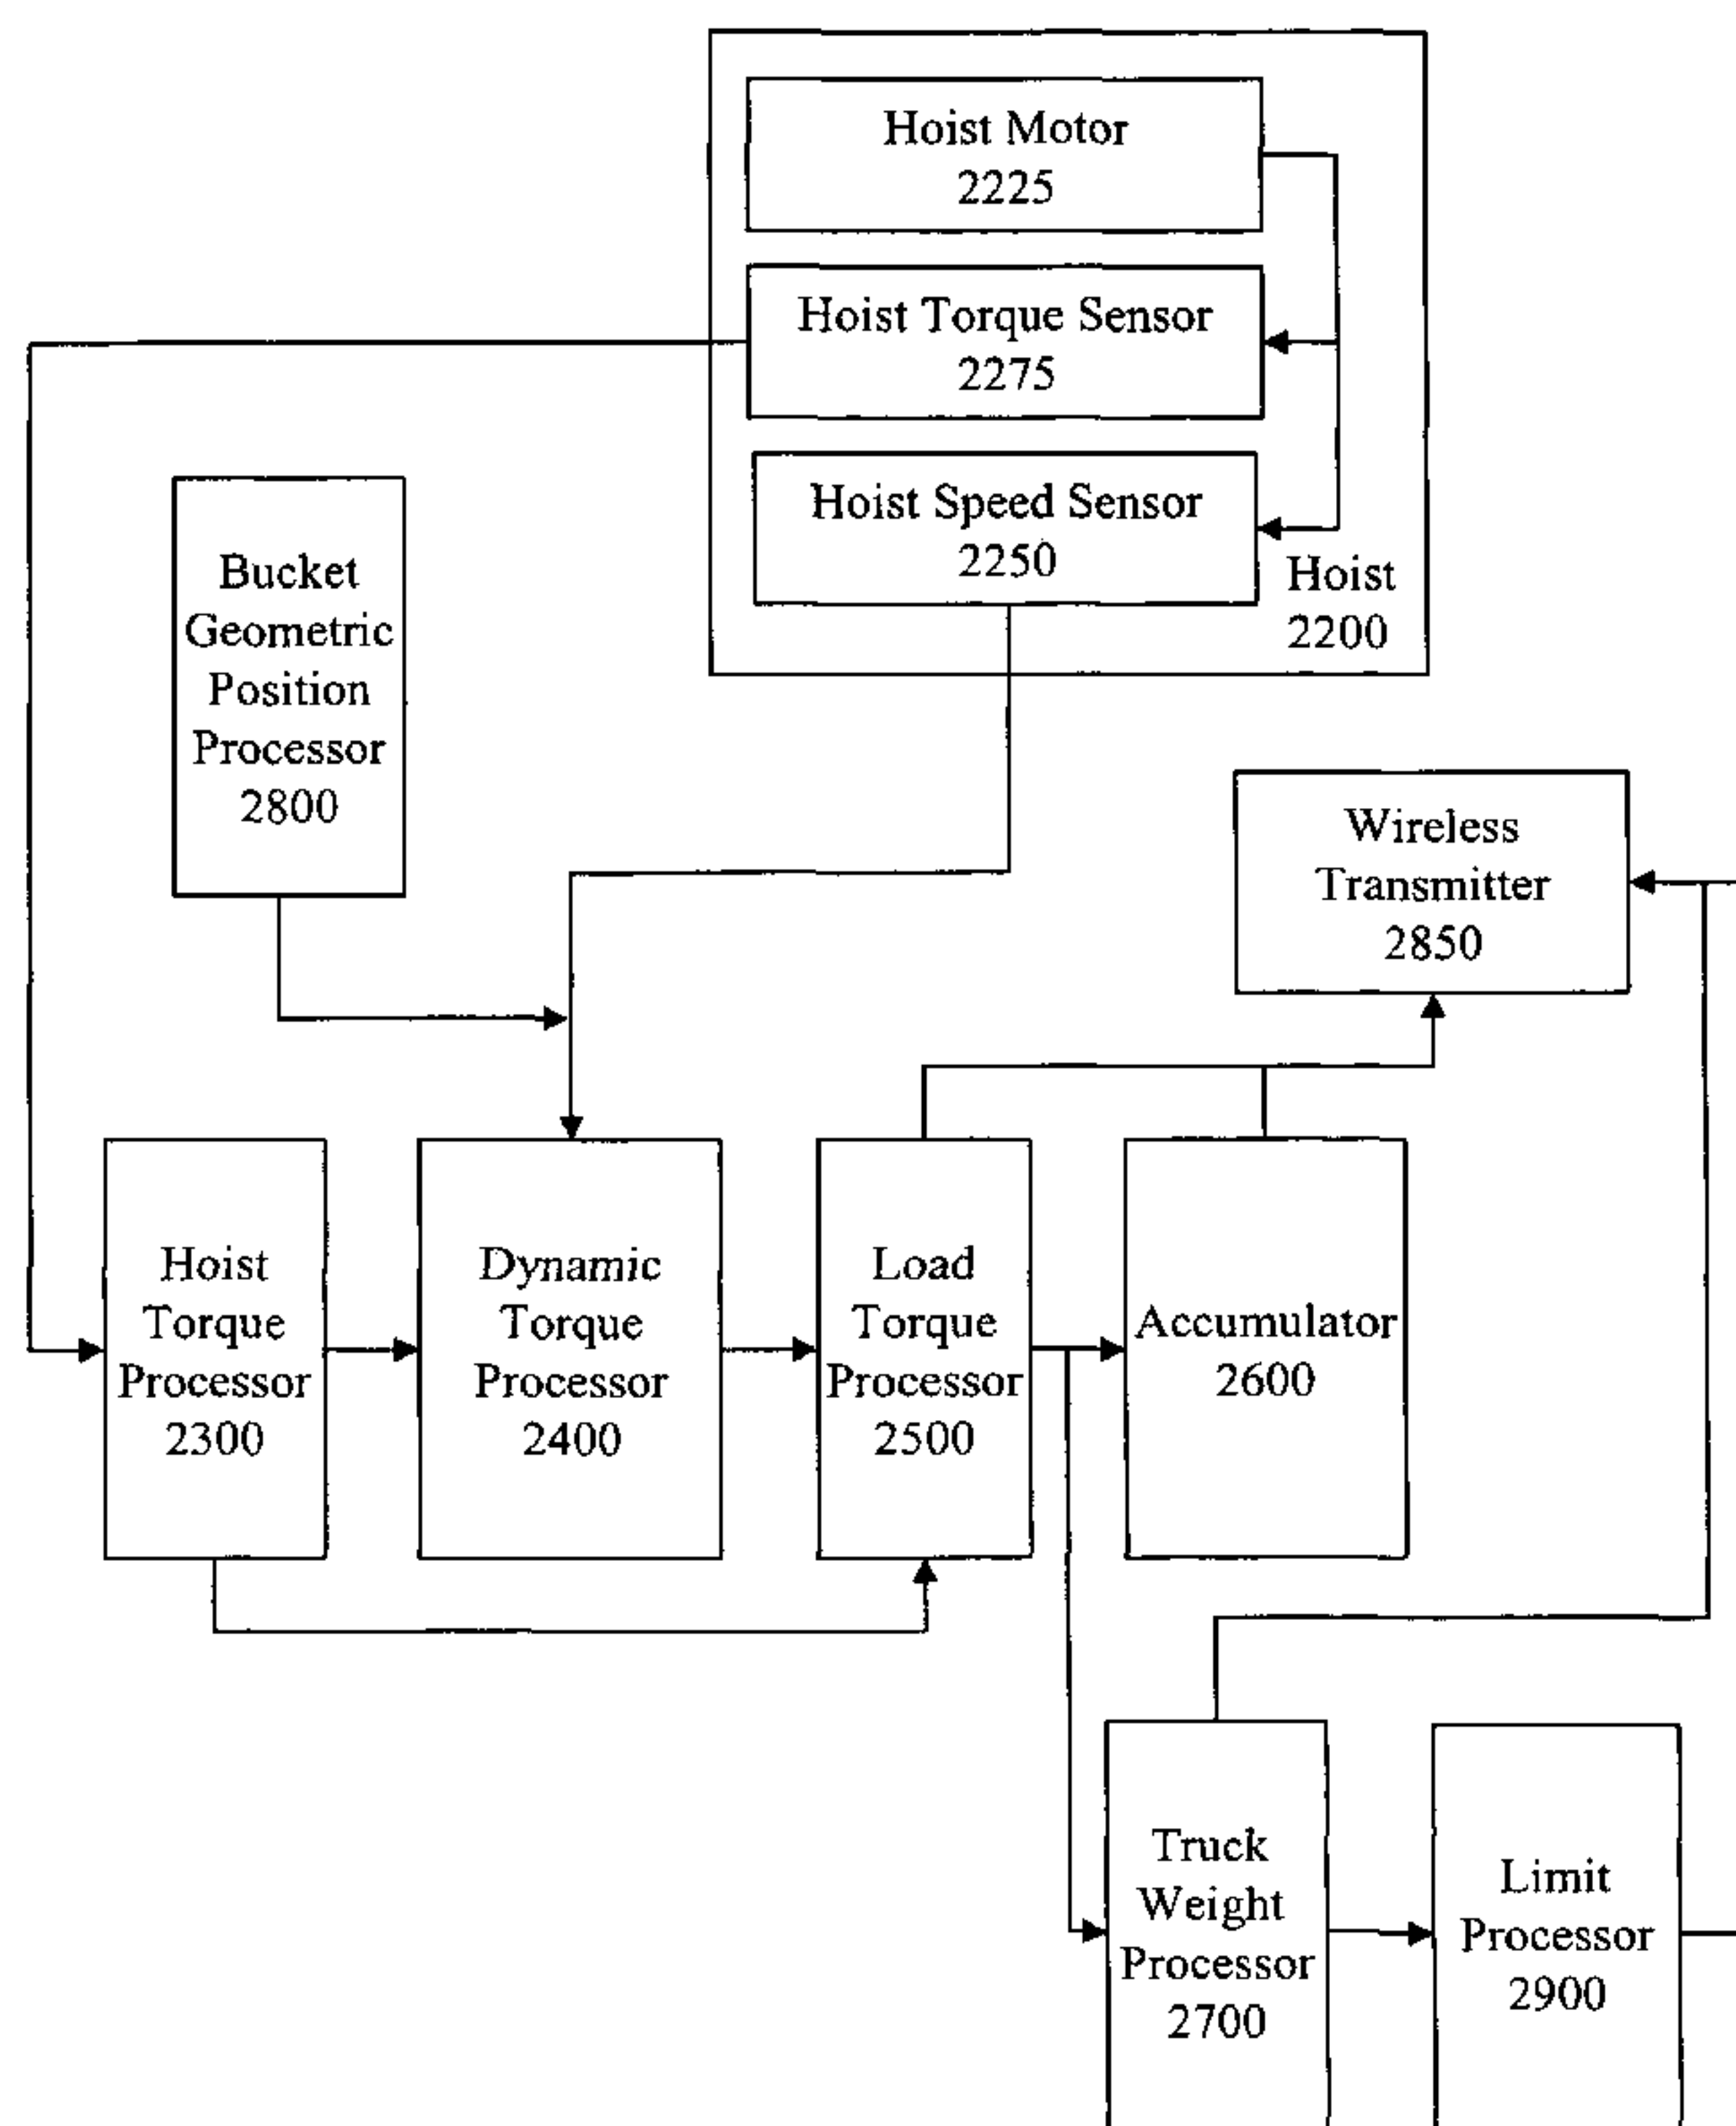 Hoist Motor
2225
Hoist Torque Sensor
2275
Hoist Speed Sensor
2250
Hoist
2200
Bucket
Geometric
Position
Processor
2800
Wireless
Transmitter
2850
Hoist
Torque
Processor
2300
Dynamic
Torque
Processor
2400
Load
Torque
Processor
2500
Accumulator
2600
Truck
Weight
Processor
2700
Limit
Processor
2900